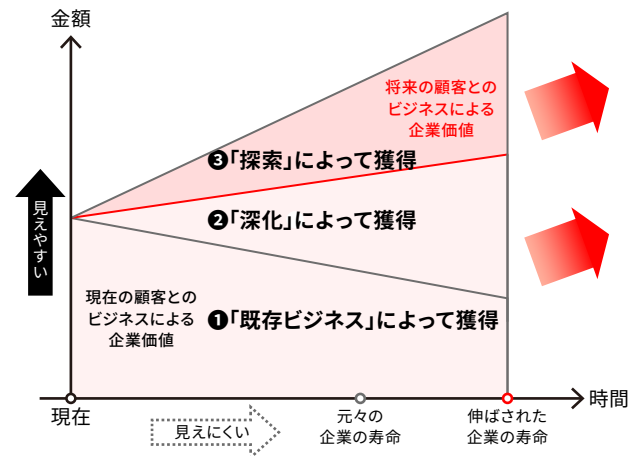 金額
将来の顧客との
ビジネスによる
企業価値
❸「探索」によって獲得
見えやすい
❷「深化」によって獲得
現在の顧客との
ビジネスによる
企業価値
❶「既存ビジネス」によって獲得
時間
現在
見えにくい
元々の
企業の寿命
伸ばされた
企業の寿命